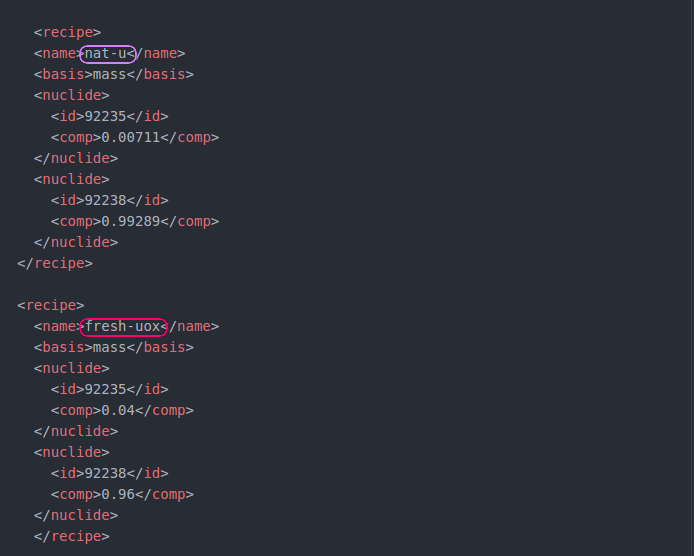 <recipe>
<name>nat-u</name>
<basis>mass</basis>
<nuclide>
<id>92235</id>
<comp>0.00711</comp>
</nuclide>
<nuclide>
<id>92238</id>
<comp>0.99289</comp>
</nuclide>
</recipe>
<recipe>
<name>fresh-uox</name>
<basis>mass</basis>
<nuclide>
<id>92235</id>
<comp>0.04</comp>
</nuclide>
<nuclide>
<id>92238</id>
<comp>0.96</comp>
</nuclide>
</recipe>